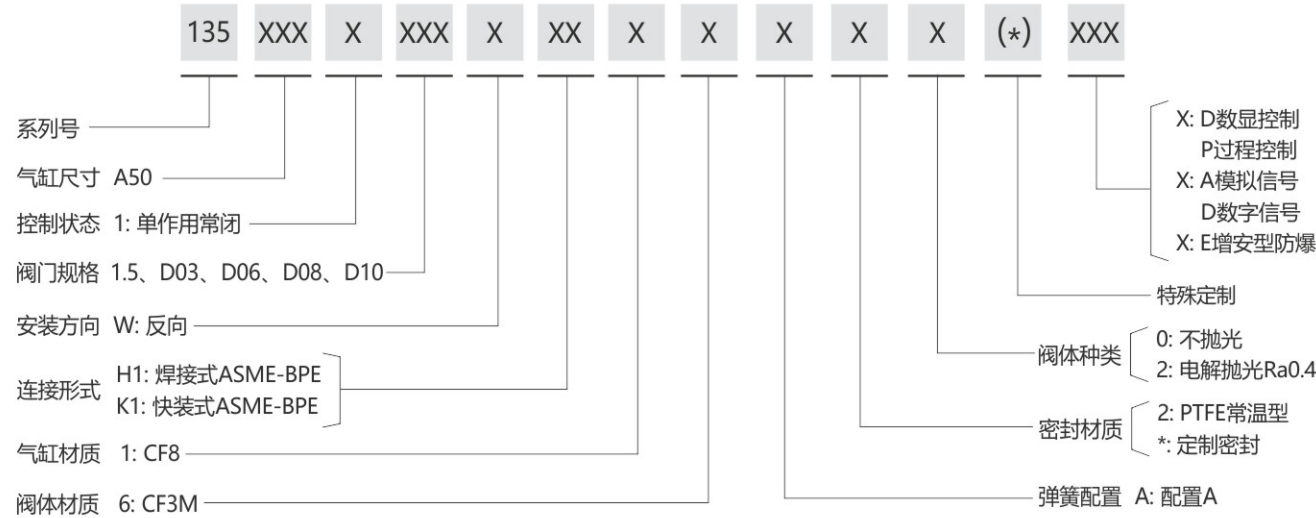 135 XXX X XXX X XX X X X X X (*) XXX
系列号
气缸尺寸 A50
控制状态 1: 单作用常闭
阀门规格 1.5、D03、D06、D08、D10
安装方向 W: 反向
连接形式
H1: 焊接式ASME-BPE
K1: 快装式ASME-BPE
气缸材质 1: CF8
阀体材质 6: CF3M
X: D数显控制
P过程控制
X: A模拟信号
D数字信号
X: E增安型防爆
特殊定制
阀体种类
0: 不抛光
2: 电解抛光Ra0.4
密封材质
2: PTFE常温型
*: 定制密封
弹簧配置 A: 配置A